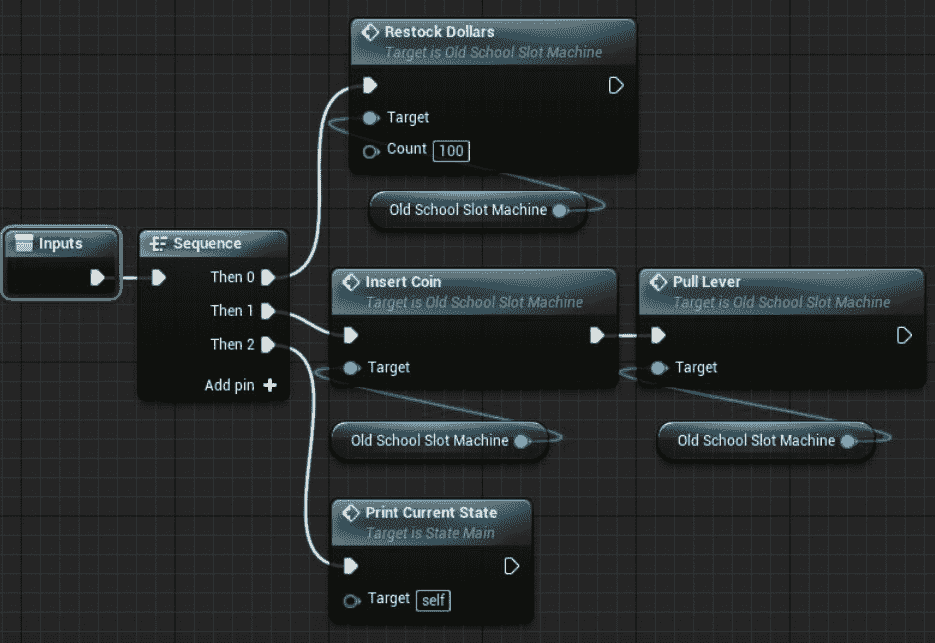 Restock Dollars
Target is Old School Slot Machine
Target
Count 100
Old School Slot Machine
Inputs
Sequence
Then 0
Then 1
Then 2
Add pin +
Insert Coin
Target is Old School Slot Machine
Target
Old School Slot Machine
Pull Lever
Target is Old School Slot Machine
Target
Old School Slot Machine
Print Current State
Target is State Main
Target self